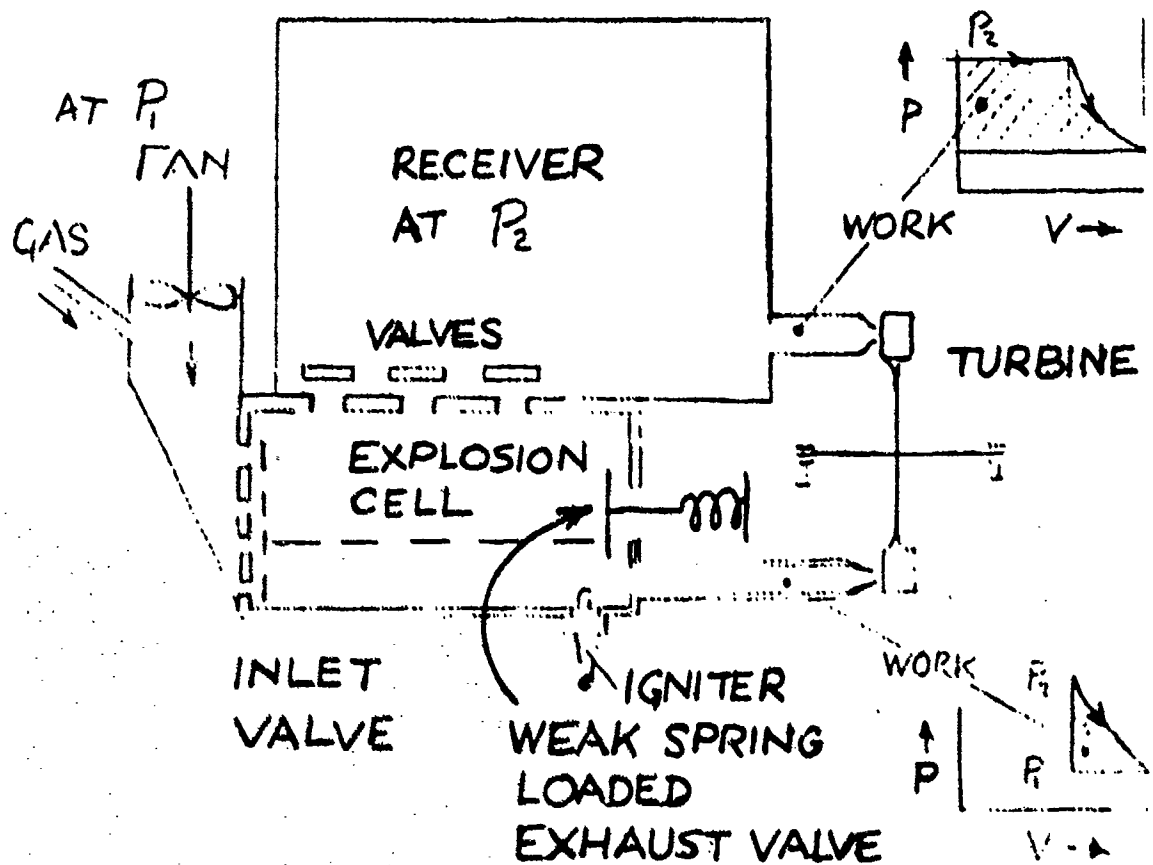 AT P1
FAN
GAS
RECEIVER
AT P2
VALVES
EXPLOSION
CELL
P2
P
V
WORK
TURBINE
INLET
VALVE
IGNITER
WEAK SPRING
LOADED
EXHAUST VALVE
WORK
P
P1
V